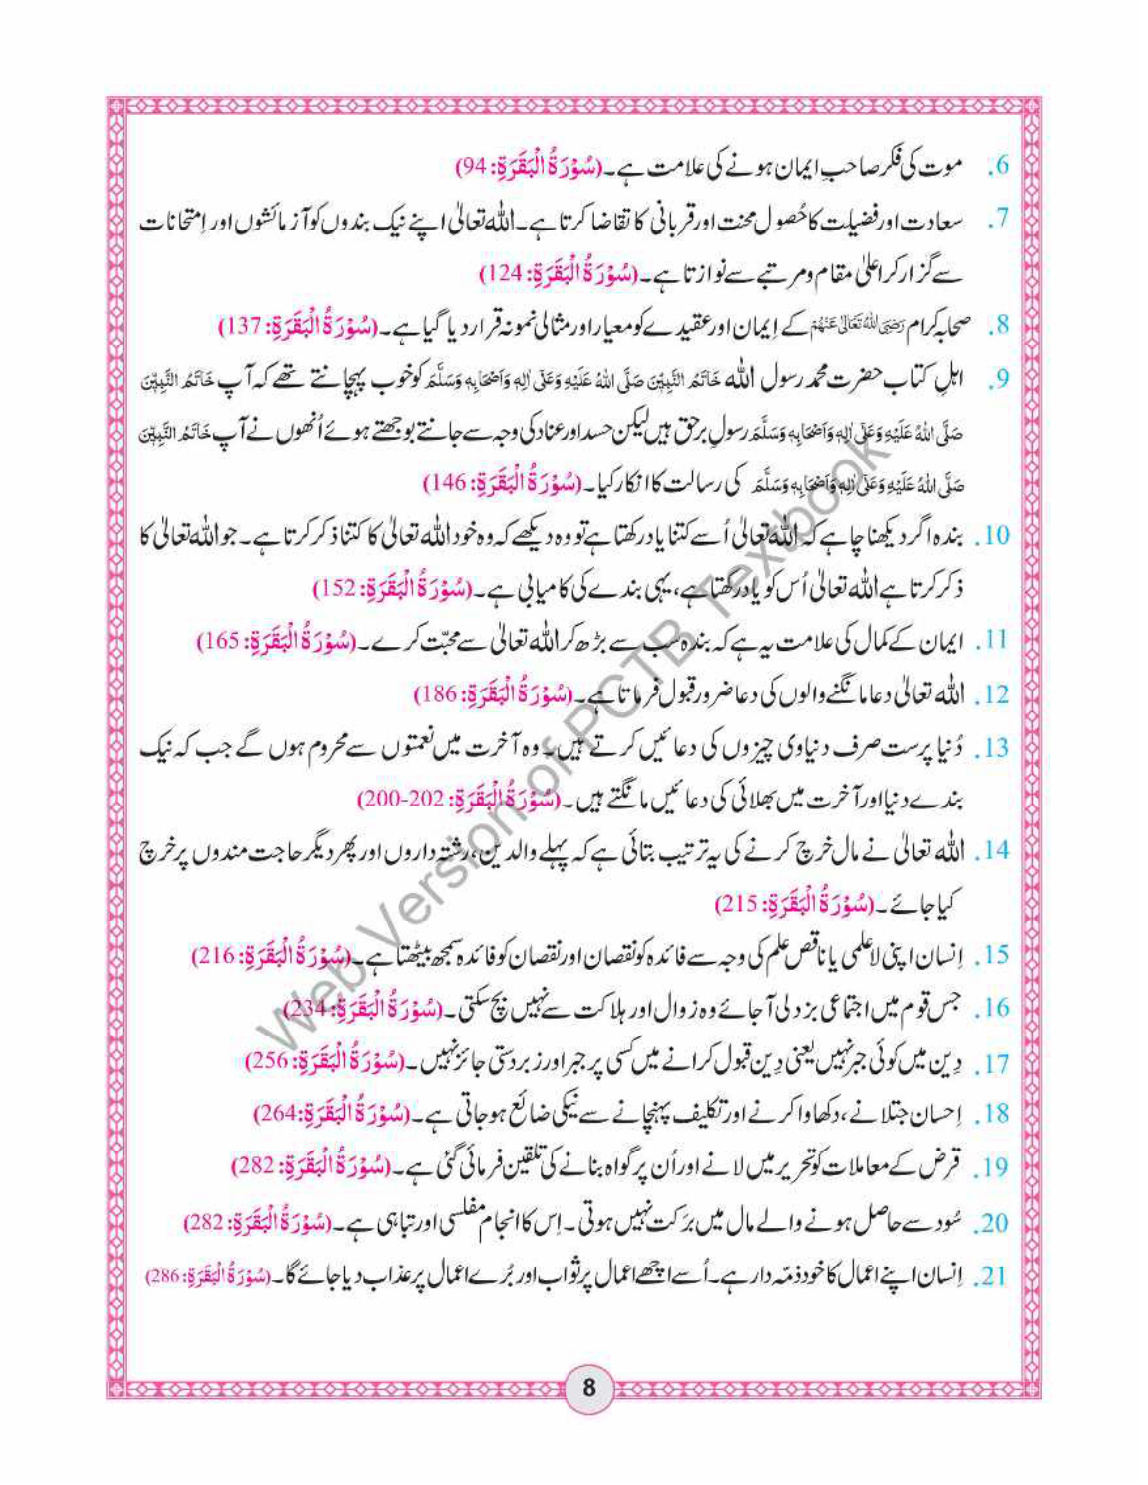 6. موت کی فکر صاحبِ ایمان ہونے کی علامت ہے۔ (سُوْرَۃُ الْبَقَرَۃِ: 94)
7. سعادت اور فضیلت کا حُصول محنت اور قربانی کا تقاضا کرتا ہے۔ اللہ تعالیٰ اپنے نیک بندوں کو آزمائشوں اور اِمتحانات
سے گزار کر اعلیٰ مقام و مرتبے سے نوازتا ہے۔ (سُوْرَۃُ الْبَقَرَۃِ: 124)
8. صحابہ کرام رَضِیَ اللہُ تَعَالٰی عَنْہُمْ کے اِیمان اور عقیدے کو معیار اور مثالی نمونہ قرار دیا گیا ہے۔ (سُوْرَۃُ الْبَقَرَۃِ: 137)
9. اہلِ کتاب حضرت محمد رسول اللہ خَاتَمُ النَّبِیّٖنَ صَلَّی اللہُ عَلَیْہِ وَعَلٰی اٰلِہٖ وَاَصْحَابِہٖ وَسَلَّمَ کو خوب پہچانتے تھے کہ آپ خَاتَمُ النَّبِیّٖنَ
صَلَّی اللہُ عَلَیْہِ وَعَلٰی اٰلِہٖ وَاَصْحَابِہٖ وَسَلَّمَ رسولِ برحق ہیں لیکن حسد اور عناد کی وجہ سے جانتے بوجھتے ہوئے اُنھوں نے آپ خَاتَمُ النَّبِیّٖنَ
صَلَّی اللہُ عَلَیْہِ وَعَلٰی اٰلِہٖ وَاَصْحَابِہٖ وَسَلَّمَ کی رسالت کا انکار کیا۔ (سُوْرَۃُ الْبَقَرَۃِ: 146)
10. بندہ اگر دیکھنا چاہے کہ اللہ تعالیٰ اُسے کتنا یاد رکھتا ہے تو وہ دیکھے کہ وہ خود اللہ تعالیٰ کا کتنا ذکر کرتا ہے۔ جو اللہ تعالیٰ کا
ذکر کرتا ہے اللہ تعالیٰ اُس کو یاد رکھتا ہے، یہی بندے کی کامیابی ہے۔ (سُوْرَۃُ الْبَقَرَۃِ: 152)
11. ایمان کے کمال کی علامت یہ ہے کہ بندہ سب سے بڑھ کر اللہ تعالیٰ سے محبّت کرے۔ (سُوْرَۃُ الْبَقَرَۃِ: 165)
12. اللہ تعالیٰ دعا مانگنے والوں کی دعا ضرور قبول فرماتا ہے۔ (سُوْرَۃُ الْبَقَرَۃِ: 186)
13. دُنیا پرست صرف دنیاوی چیزوں کی دعائیں کرتے ہیں۔ وہ آخرت میں نعمتوں سے محروم ہوں گے جب کہ نیک
بندے دنیا اور آخرت میں بھلائی کی دعائیں مانگتے ہیں۔ (سُوْرَۃُ الْبَقَرَۃِ: 200-202)
14. اللہ تعالیٰ نے مال خرچ کرنے کی یہ ترتیب بتائی ہے کہ پہلے والدین، رشتے داروں اور پھر دیگر حاجت مندوں پر خرچ
کیا جائے۔ (سُوْرَۃُ الْبَقَرَۃِ: 215)
15. اِنسان اپنی لاعلمی یا ناقص علم کی وجہ سے فائدہ کو نقصان اور نقصان کو فائدہ سمجھ بیٹھتا ہے۔ (سُوْرَۃُ الْبَقَرَۃِ: 216)
16. جس قوم میں اجتماعی بزدلی آجائے وہ زوال اور ہلاکت سے نہیں بچ سکتی۔ (سُوْرَۃُ الْبَقَرَۃِ: 234)
17. دِین میں کوئی جبر نہیں یعنی دِین قبول کرانے میں کسی پر جبر اور زبردستی جائز نہیں۔ (سُوْرَۃُ الْبَقَرَۃِ: 256)
18. اِحسان جتلانے، دکھاوا کرنے اور تکلیف پہنچانے سے نیکی ضائع ہو جاتی ہے۔ (سُوْرَۃُ الْبَقَرَۃِ: 264)
19. قرض کے معاملات کو تحریر میں لانے اور اُن پر گواہ بنانے کی تلقین فرمائی گئی ہے۔ (سُوْرَۃُ الْبَقَرَۃِ: 282)
20. سُود سے حاصل ہونے والے مال میں برَکت نہیں ہوتی۔ اِس کا انجام مفلسی اور تباہی ہے۔ (سُوْرَۃُ الْبَقَرَۃِ: 282)
21. اِنسان اپنے اعمال کا خود ذمّہ دار ہے۔ اُسے اچھے اعمال پر ثواب اور بُرے اعمال پر عذاب دیا جائے گا۔ (سُوْرَۃُ الْبَقَرَۃِ: 286)
Web Version of PCTB Textbook
8